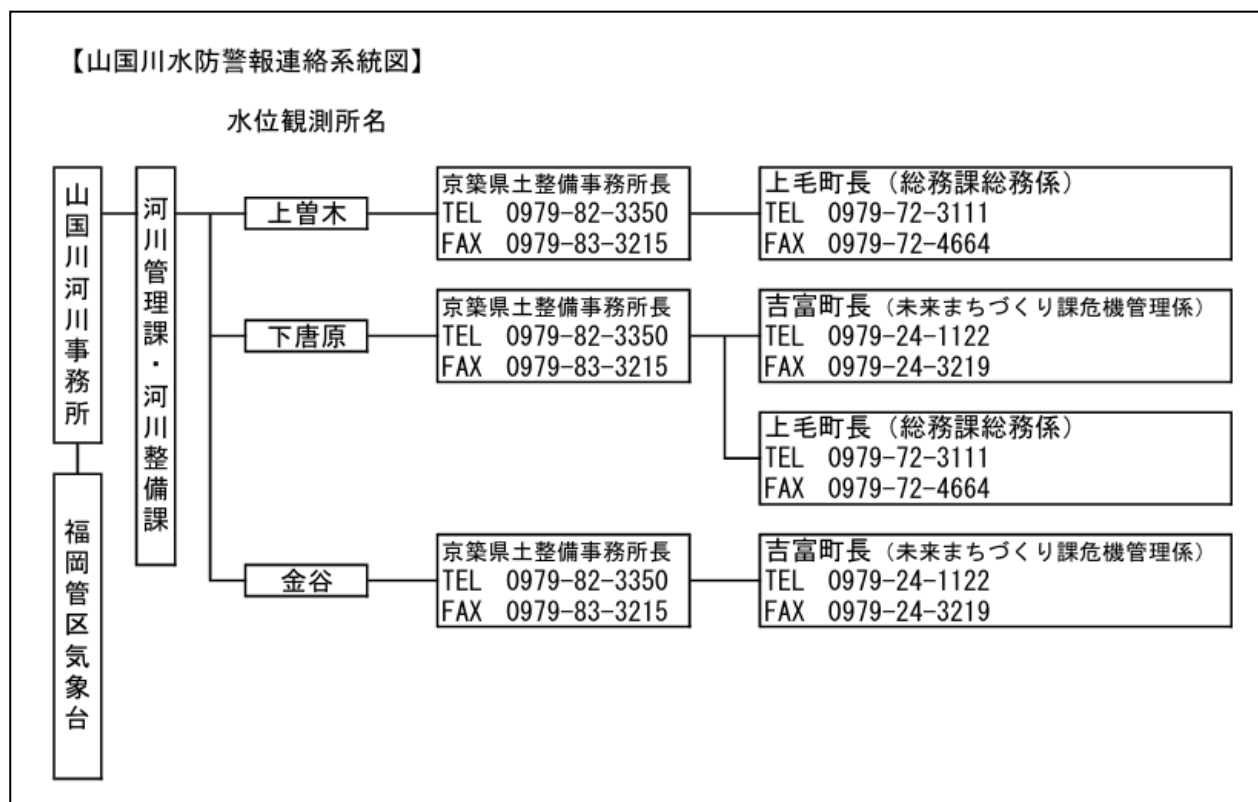 【山国川水防警報連絡系統図】
水位観測所名
山国川河川事務所
福岡管区気象台
河川管理課・河川整備課
上曽木
京築県土整備事務所長
TEL 0979-82-3350
FAX 0979-83-3215
上毛町長（総務課総務係）
TEL 0979-72-3111
FAX 0979-72-4664
下唐原
京築県土整備事務所長
TEL 0979-82-3350
FAX 0979-83-3215
吉富町長（未来まちづくり課危機管理係）
TEL 0979-24-1122
FAX 0979-24-3219
上毛町長（総務課総務係）
TEL 0979-72-3111
FAX 0979-72-4664
金谷
京築県土整備事務所長
TEL 0979-82-3350
FAX 0979-83-3215
吉富町長（未来まちづくり課危機管理係）
TEL 0979-24-1122
FAX 0979-24-3219